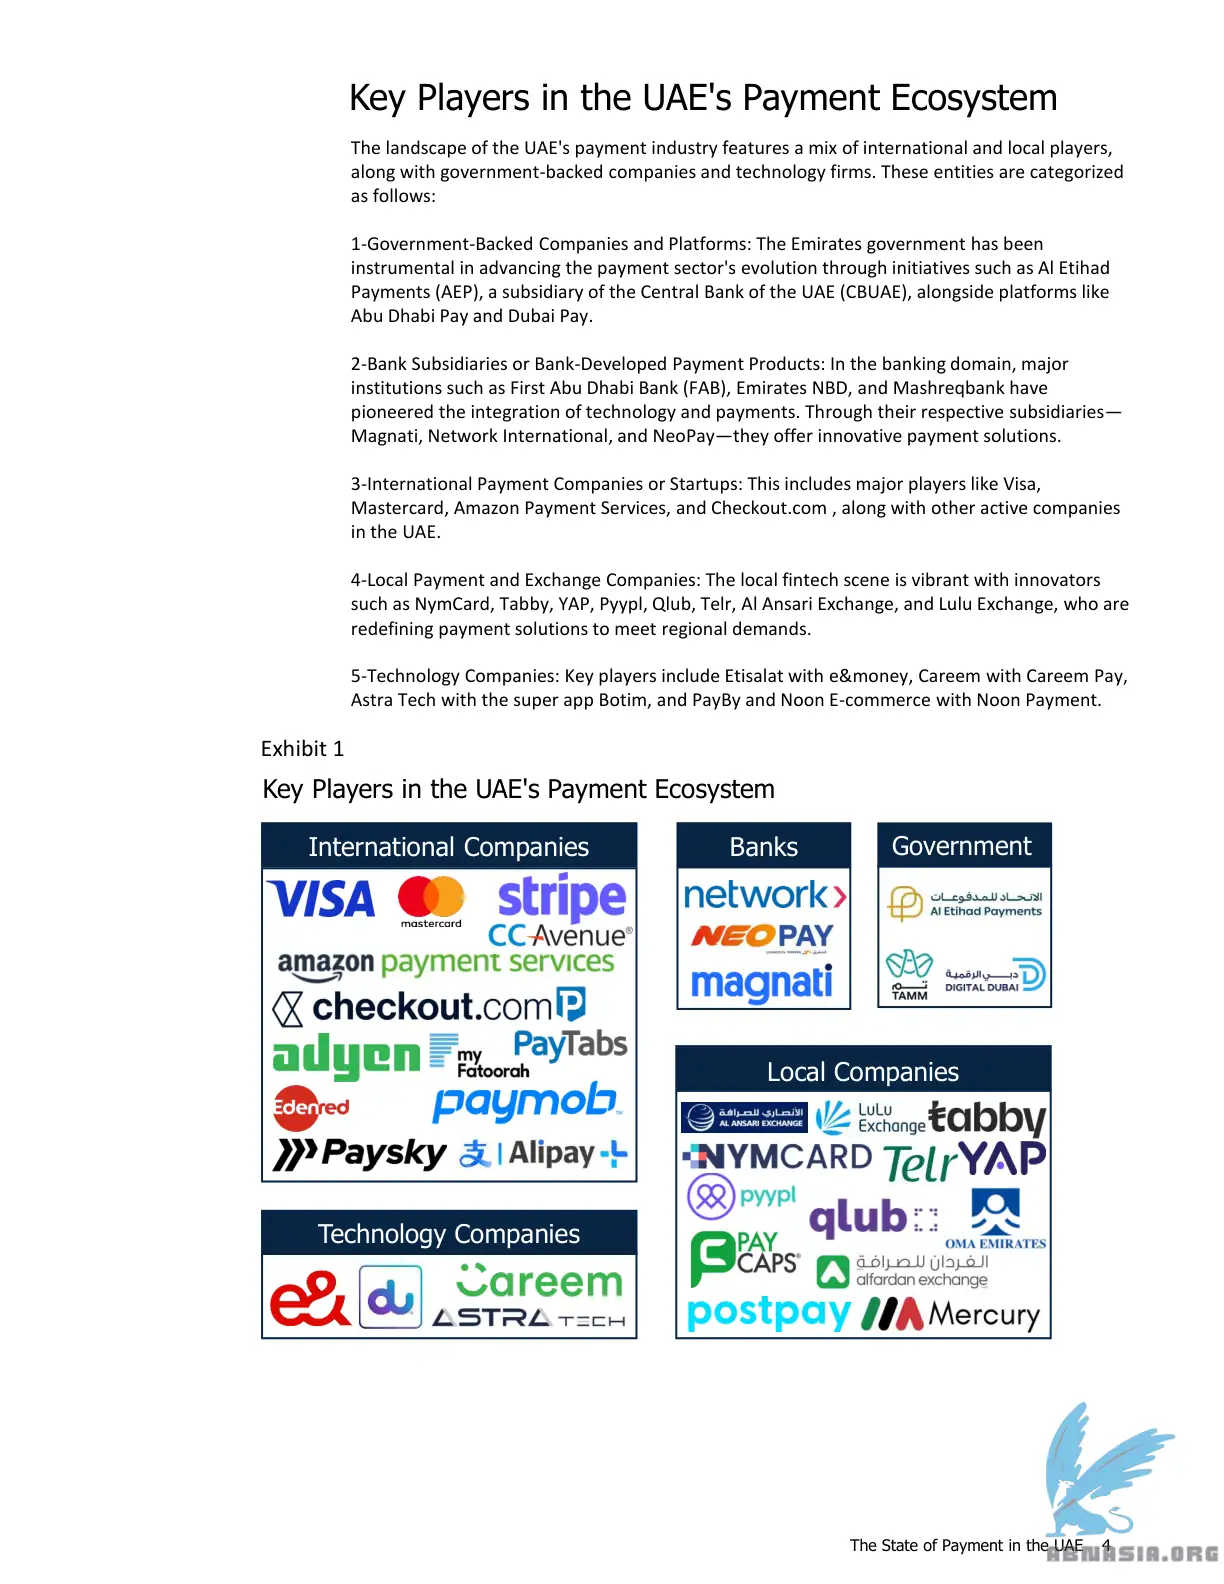 Key Players in the UAE's Payment Ecosystem
The landscape of the UAE's payment industry features a mix of international and local players,
along with government-backed companies and technology firms. These entities are categorized
as follows:
1-Government-Backed Companies and Platforms: The Emirates government has been
instrumental in advancing the payment sector's evolution through initiatives such as Al Etihad
Payments (AEP), a subsidiary of the Central Bank of the UAE (CBUAE), alongside platforms like
Abu Dhabi Pay and Dubai Pay.
2-Bank Subsidiaries or Bank-Developed Payment Products: In the banking domain, major
institutions such as First Abu Dhabi Bank (FAB), Emirates NBD, and Mashreqbank have
pioneered the integration of technology and payments. Through their respective subsidiaries—
Magnati, Network International, and NeoPay—they offer innovative payment solutions.
3-International Payment Companies or Startups: This includes major players like Visa,
Mastercard, Amazon Payment Services, and Checkout.com , along with other active companies
in the UAE.
4-Local Payment and Exchange Companies: The local fintech scene is vibrant with innovators
such as NymCard, Tabby, YAP, Pyypl, Qlub, Telr, Al Ansari Exchange, and Lulu Exchange, who are
redefining payment solutions to meet regional demands.
5-Technology Companies: Key players include Etisalat with e&money, Careem with Careem Pay,
Astra Tech with the super app Botim, and PayBy and Noon E-commerce with Noon Payment.
Exhibit 1
Key Players in the UAE's Payment Ecosystem
International Companies
VISA
mastercard
stripe
CCAvenue®
amazon payment services
checkout.com
P
adyen
my
Fatoorah
PayTabs
Edenred
paymob™
Paysky
支 | Alipay+
Technology Companies
e&
du
Careem
ASTRA TECH
Banks
network
NEOPAY
magnati
Government
الاتحاد للمدفوعات
Al Etihad Payments
تم
TAMM
دبي الرقمية
DIGITAL DUBAI
Local Companies
الأنصاري للصرافة
AL ANSARI EXCHANGE
LuLu
Exchange
tabby
NYMCARD
Telr
YAP
pyypl
qlub
OMA EMIRATES
PAY
CAPS®
الفردان للصرافة
alfardan exchange
postpay
Mercury
The State of Payment in the UAE 4
ABNASIA.ORG